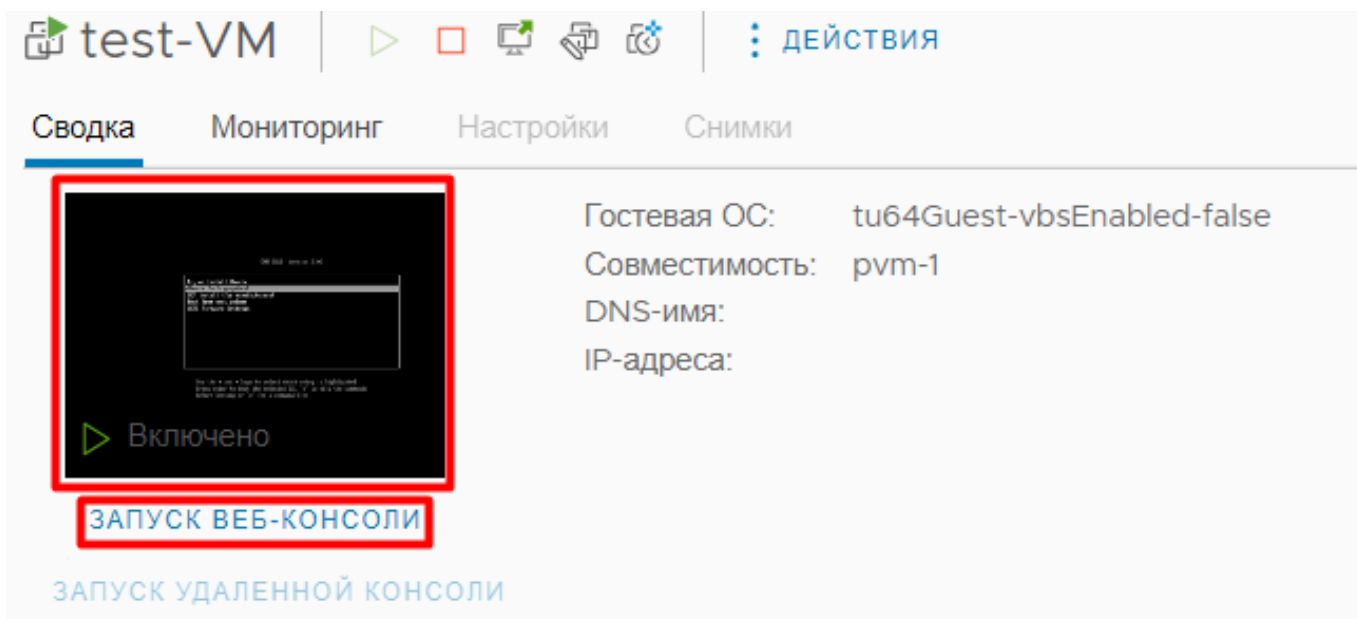 test-VM
ДЕЙСТВИЯ
Сводка Мониторинг Настройки Снимки
Гостевая ОС: tu64Guest-vbsEnabled-false
Совместимость: pvm-1
DNS-имя:
IP-адреса:
Включено
ЗАПУСК ВЕБ-КОНСОЛИ
ЗАПУСК УДАЛЕННОЙ КОНСОЛИ